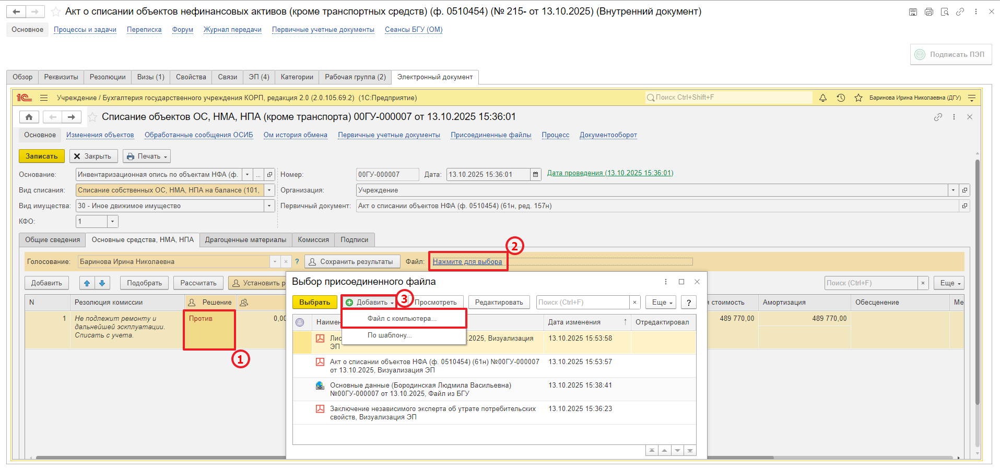 Акт о списании объектов нефинансовых активов (кроме транспортных средств) (ф. 0510454) (№ 215- от 13.10.2025) (Внутренний документ)
Основное Процессы и задачи Переписка Форум Журнал передачи Первичные учетные документы Сеансы БГУ (ОМ)
Подписать ПЭП
Обзор Реквизиты Резолюции Визы (1) Свойства Связи ЭП (4) Категории Рабочая группа (2) Электронный документ
1С Учреждение / Бухгалтерия государственного учреждения КОРП, редакция 2.0 (2.0.105.69.2) (1С:Предприятие) Поиск Ctrl+Shift+F Баринова Ирина Николаевна (ДГУ)
Списание объектов ОС, НМА, НПА (кроме транспорта) 00ГУ-000007 от 13.10.2025 15:36:01
Основное Изменения объектов Обработанные сообщения ОСИБ Ом история обмена Первичные учетные документы Присоединенные файлы Процесс Документооборот
Записать Закрыть Печать
Основание: Инвентаризационная опись по объектам НФА (ф. ... Номер: 00ГУ-000007 Дата: 13.10.2025 15:36:01 Дата проведения (13.10.2025 15:36:01)
Вид списания: Списание собственных ОС, НМА, НПА на балансе (101, Организация: Учреждение
Вид имущества: 30 - Иное движимое имущество Первичный документ: Акт о списании объектов НФА (ф. 0510454) (61н, ред. 157н)
КФО: 1
Общие сведения Основные средства, НМА, НПА Драгоценные материалы Комиссия Подписи
2
Голосование: Баринова Ирина Николаевна × ? Сохранить результаты Файл: Нажмите для выбора
Добавить Подобрать Рассчитать Установить р Поиск (Ctrl+F) × Еще
N Резолюция комиссии Решение стоимость Амортизация Обесценение Ме
1 Не подлежит ремонту и Против 0,00 489 770,00 489 770,00
дальнейшей эскплуатации.
Списать с учета.
1
Выбор присоединенного файла
Выбрать Добавить 3 Просмотреть Редактировать Поиск (Ctrl+F) × Еще ?
Файл с компьютера...
По шаблону...
Наимен Дата изменения ↑ Отредактировал
Лис .2025, Визуализация 13.10.2025 15:53:58
ЭП
Акт о списании объектов НФА (ф. 0510454) (61н) №00ГУ-000007 13.10.2025 15:53:57
от 13.10.2025, Визуализация ЭП
Основные данные (Бородинская Людмила Васильевна) 13.10.2025 15:38:41
№00ГУ-000007 от 13.10.2025, Файл из БГУ
Заключение независимого эксперта об утрате потребительских 13.10.2025 15:36:23
свойств, Визуализация ЭП